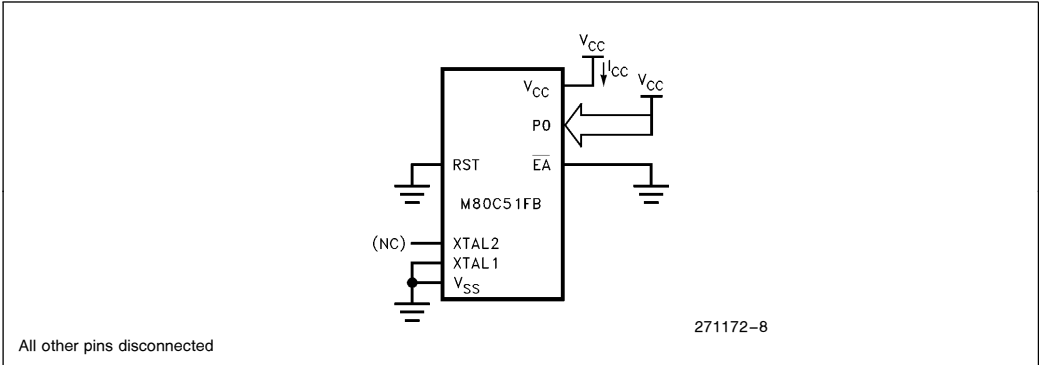 VCC
ICC
VCC
VCC
P0
RST
EA
M80C51FB
(NC)
XTAL2
XTAL1
VSS
271172-8
All other pins disconnected